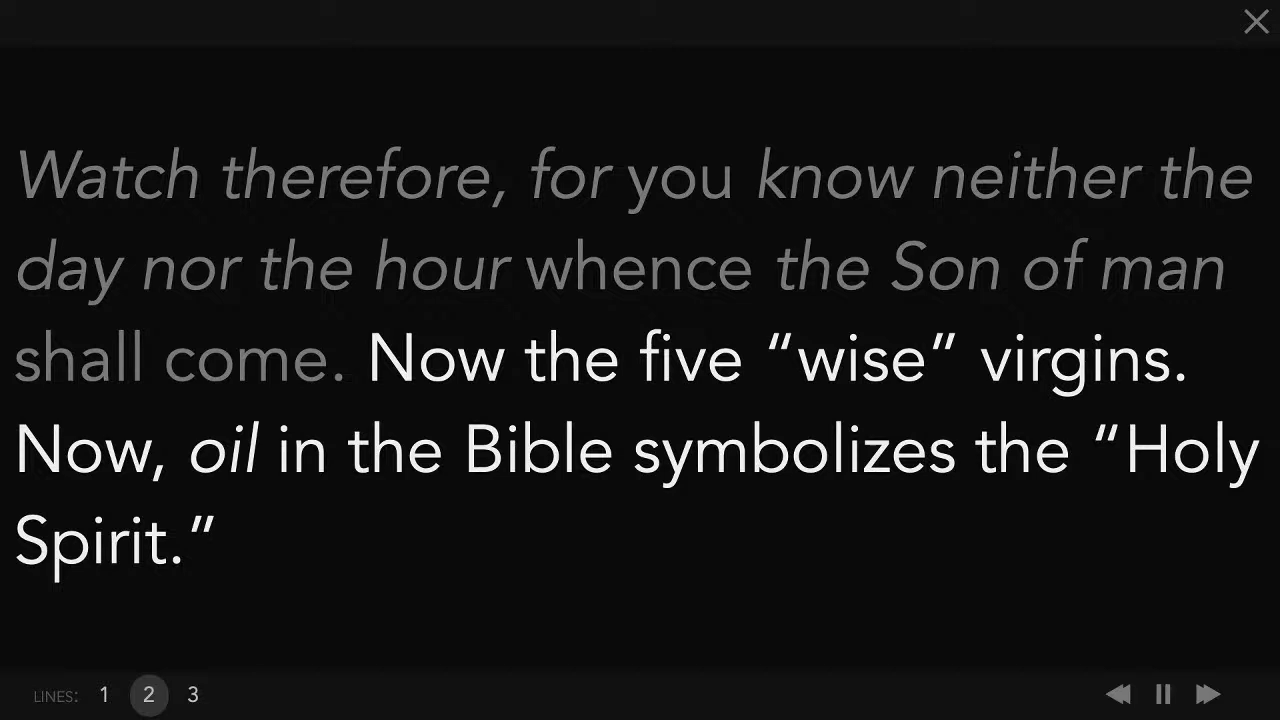 Watch therefore, for you know neither the
day nor the hour whence the Son of man
shall come. Now the five “wise” virgins.
Now, oil in the Bible symbolizes the “Holy
Spirit.”
LINES: 1 2 3